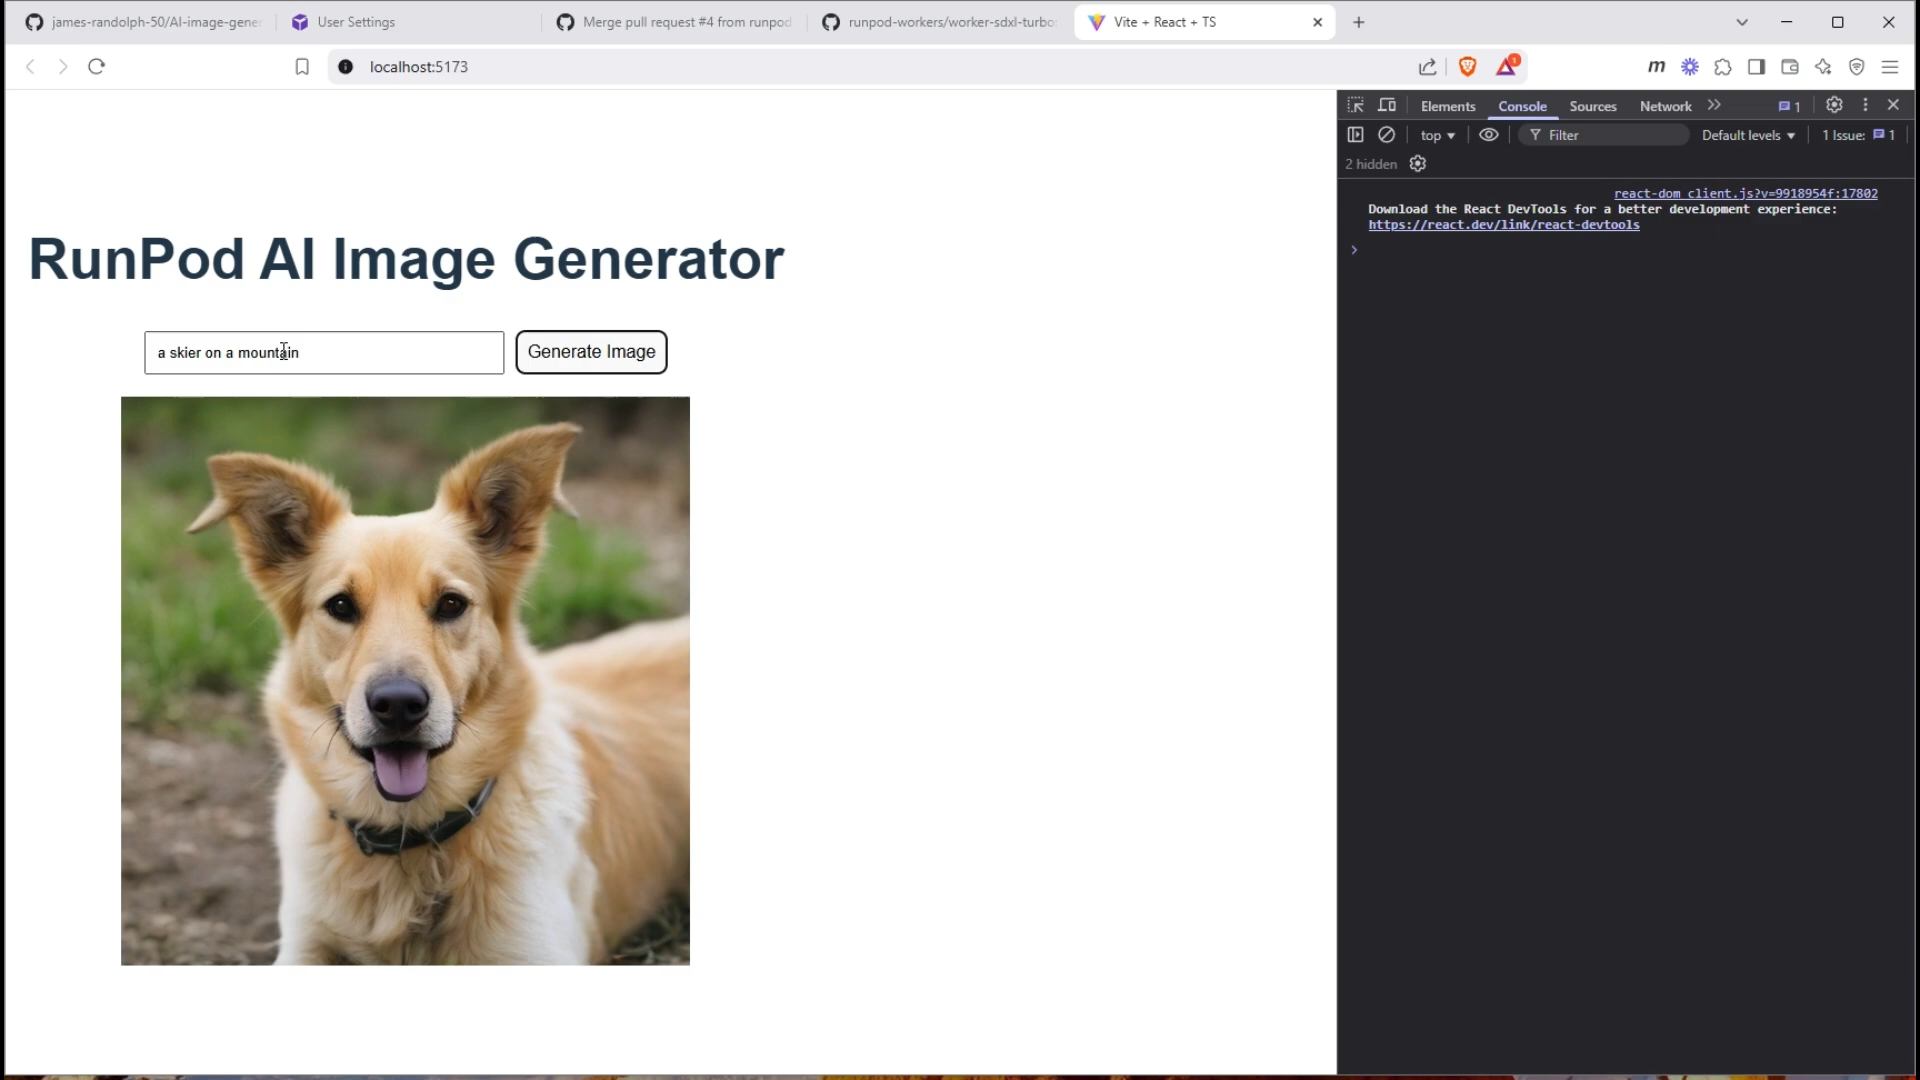 james-randolph-50/AI-image-gener
User Settings
Merge pull request #4 from runpod
runpod-workers/worker-sdxl-turbo:
Vite + React + TS
localhost:5173
1
m
Elements
Console
Sources
Network
1
top
Filter
Default levels
1 Issue:
1
2 hidden
react-dom_client.js?v=9918954f:17802
Download the React DevTools for a better development experience:
https://react.dev/link/react-devtools
RunPod AI Image Generator
a skier on a mountain
Generate Image